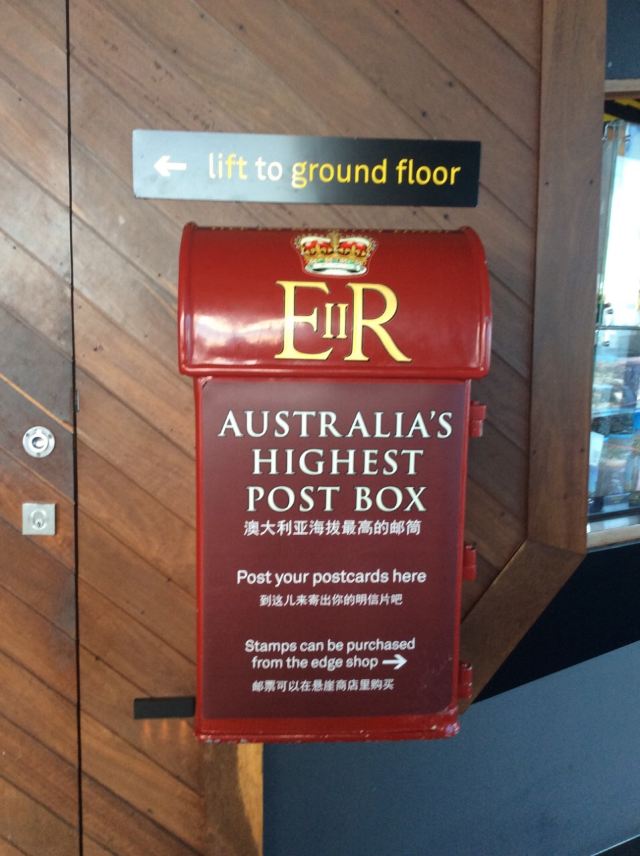 ← lift to ground floor
EIIR
AUSTRALIA'S
HIGHEST
POST BOX
澳大利亚海拔最高的邮筒
Post your postcards here
到这儿来寄出你的明信片吧
Stamps can be purchased
from the edge shop →
邮票可以在悬崖商店里购买